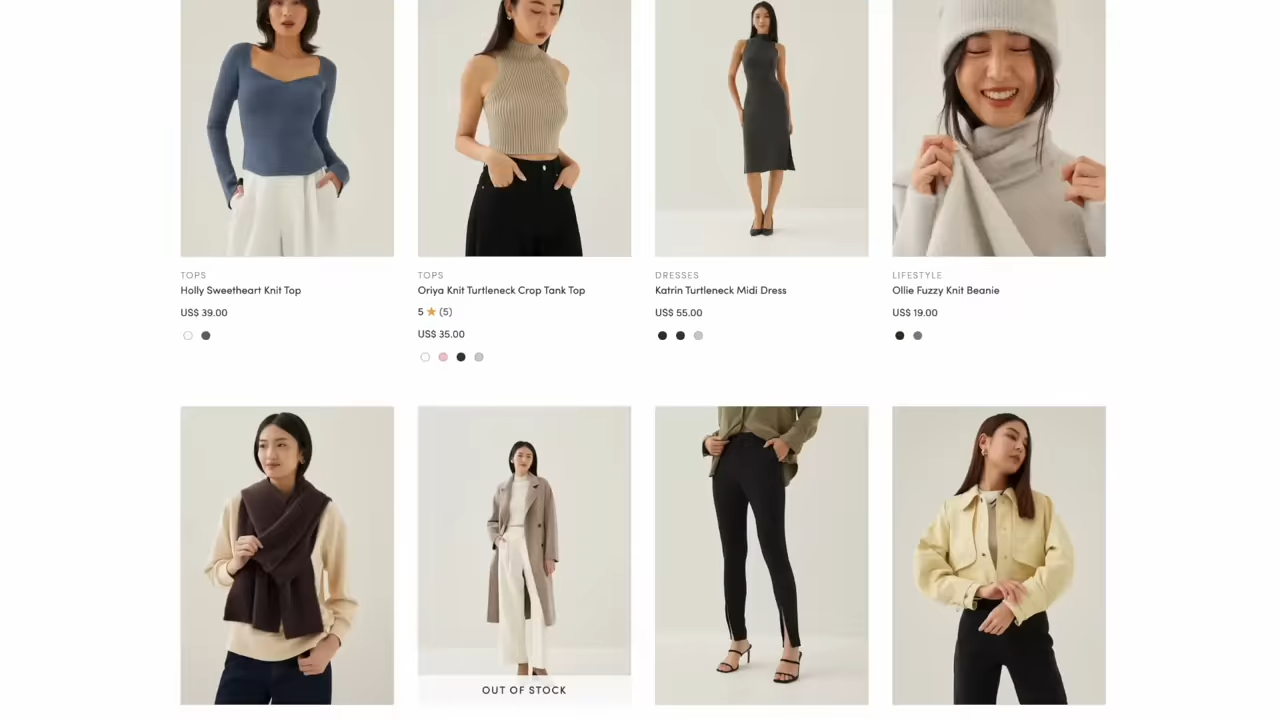 TOPS
Holly Sweetheart Knit Top
US$ 39.00
TOPS
Oriya Knit Turtleneck Crop Tank Top
5 ★ (5)
US$ 35.00
DRESSES
Katrin Turtleneck Midi Dress
US$ 55.00
LIFESTYLE
Ollie Fuzzy Knit Beanie
US$ 19.00
OUT OF STOCK